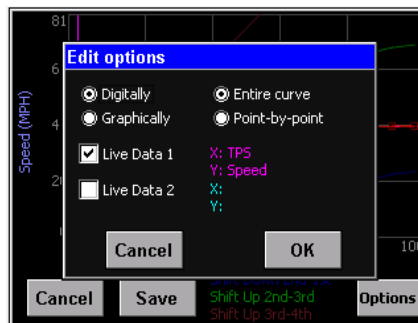 81
Edit options
6
Digitally
Entire curve
Graphically
Point-by-point
Speed (MPH)
4
Live Data 1
X: TPS
Y: Speed
2
Live Data 2
X:
Y:
Cancel
OK
100
Cancel
Save
Shift Up 2nd-3rd
Shift Up 3rd-4th
Options